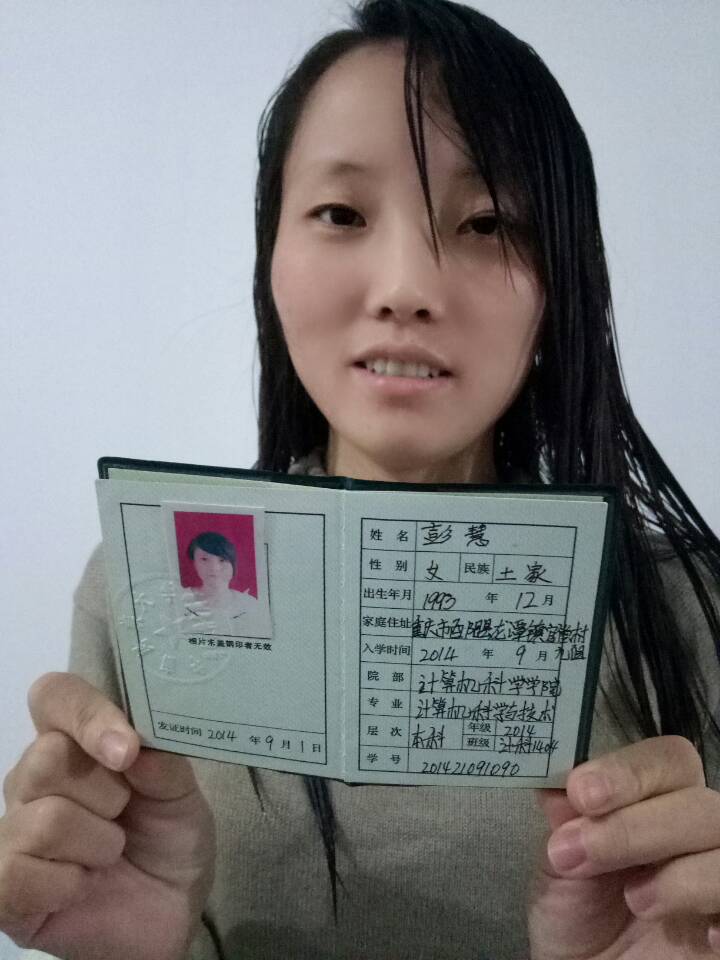 相片未盖钢印者无效
发证时间 2014 年 9 月 1 日
姓名 彭慧
性别 女 民族 土家
出生年月 1993 年 12 月
家庭住址 重庆市酉阳县龙潭镇
入学时间 2014 年 9 月
院部 计算机科学学院
专业 计算机科学与技术
层次 本科 年级 2014
班级 计科1404
学号 201421091090